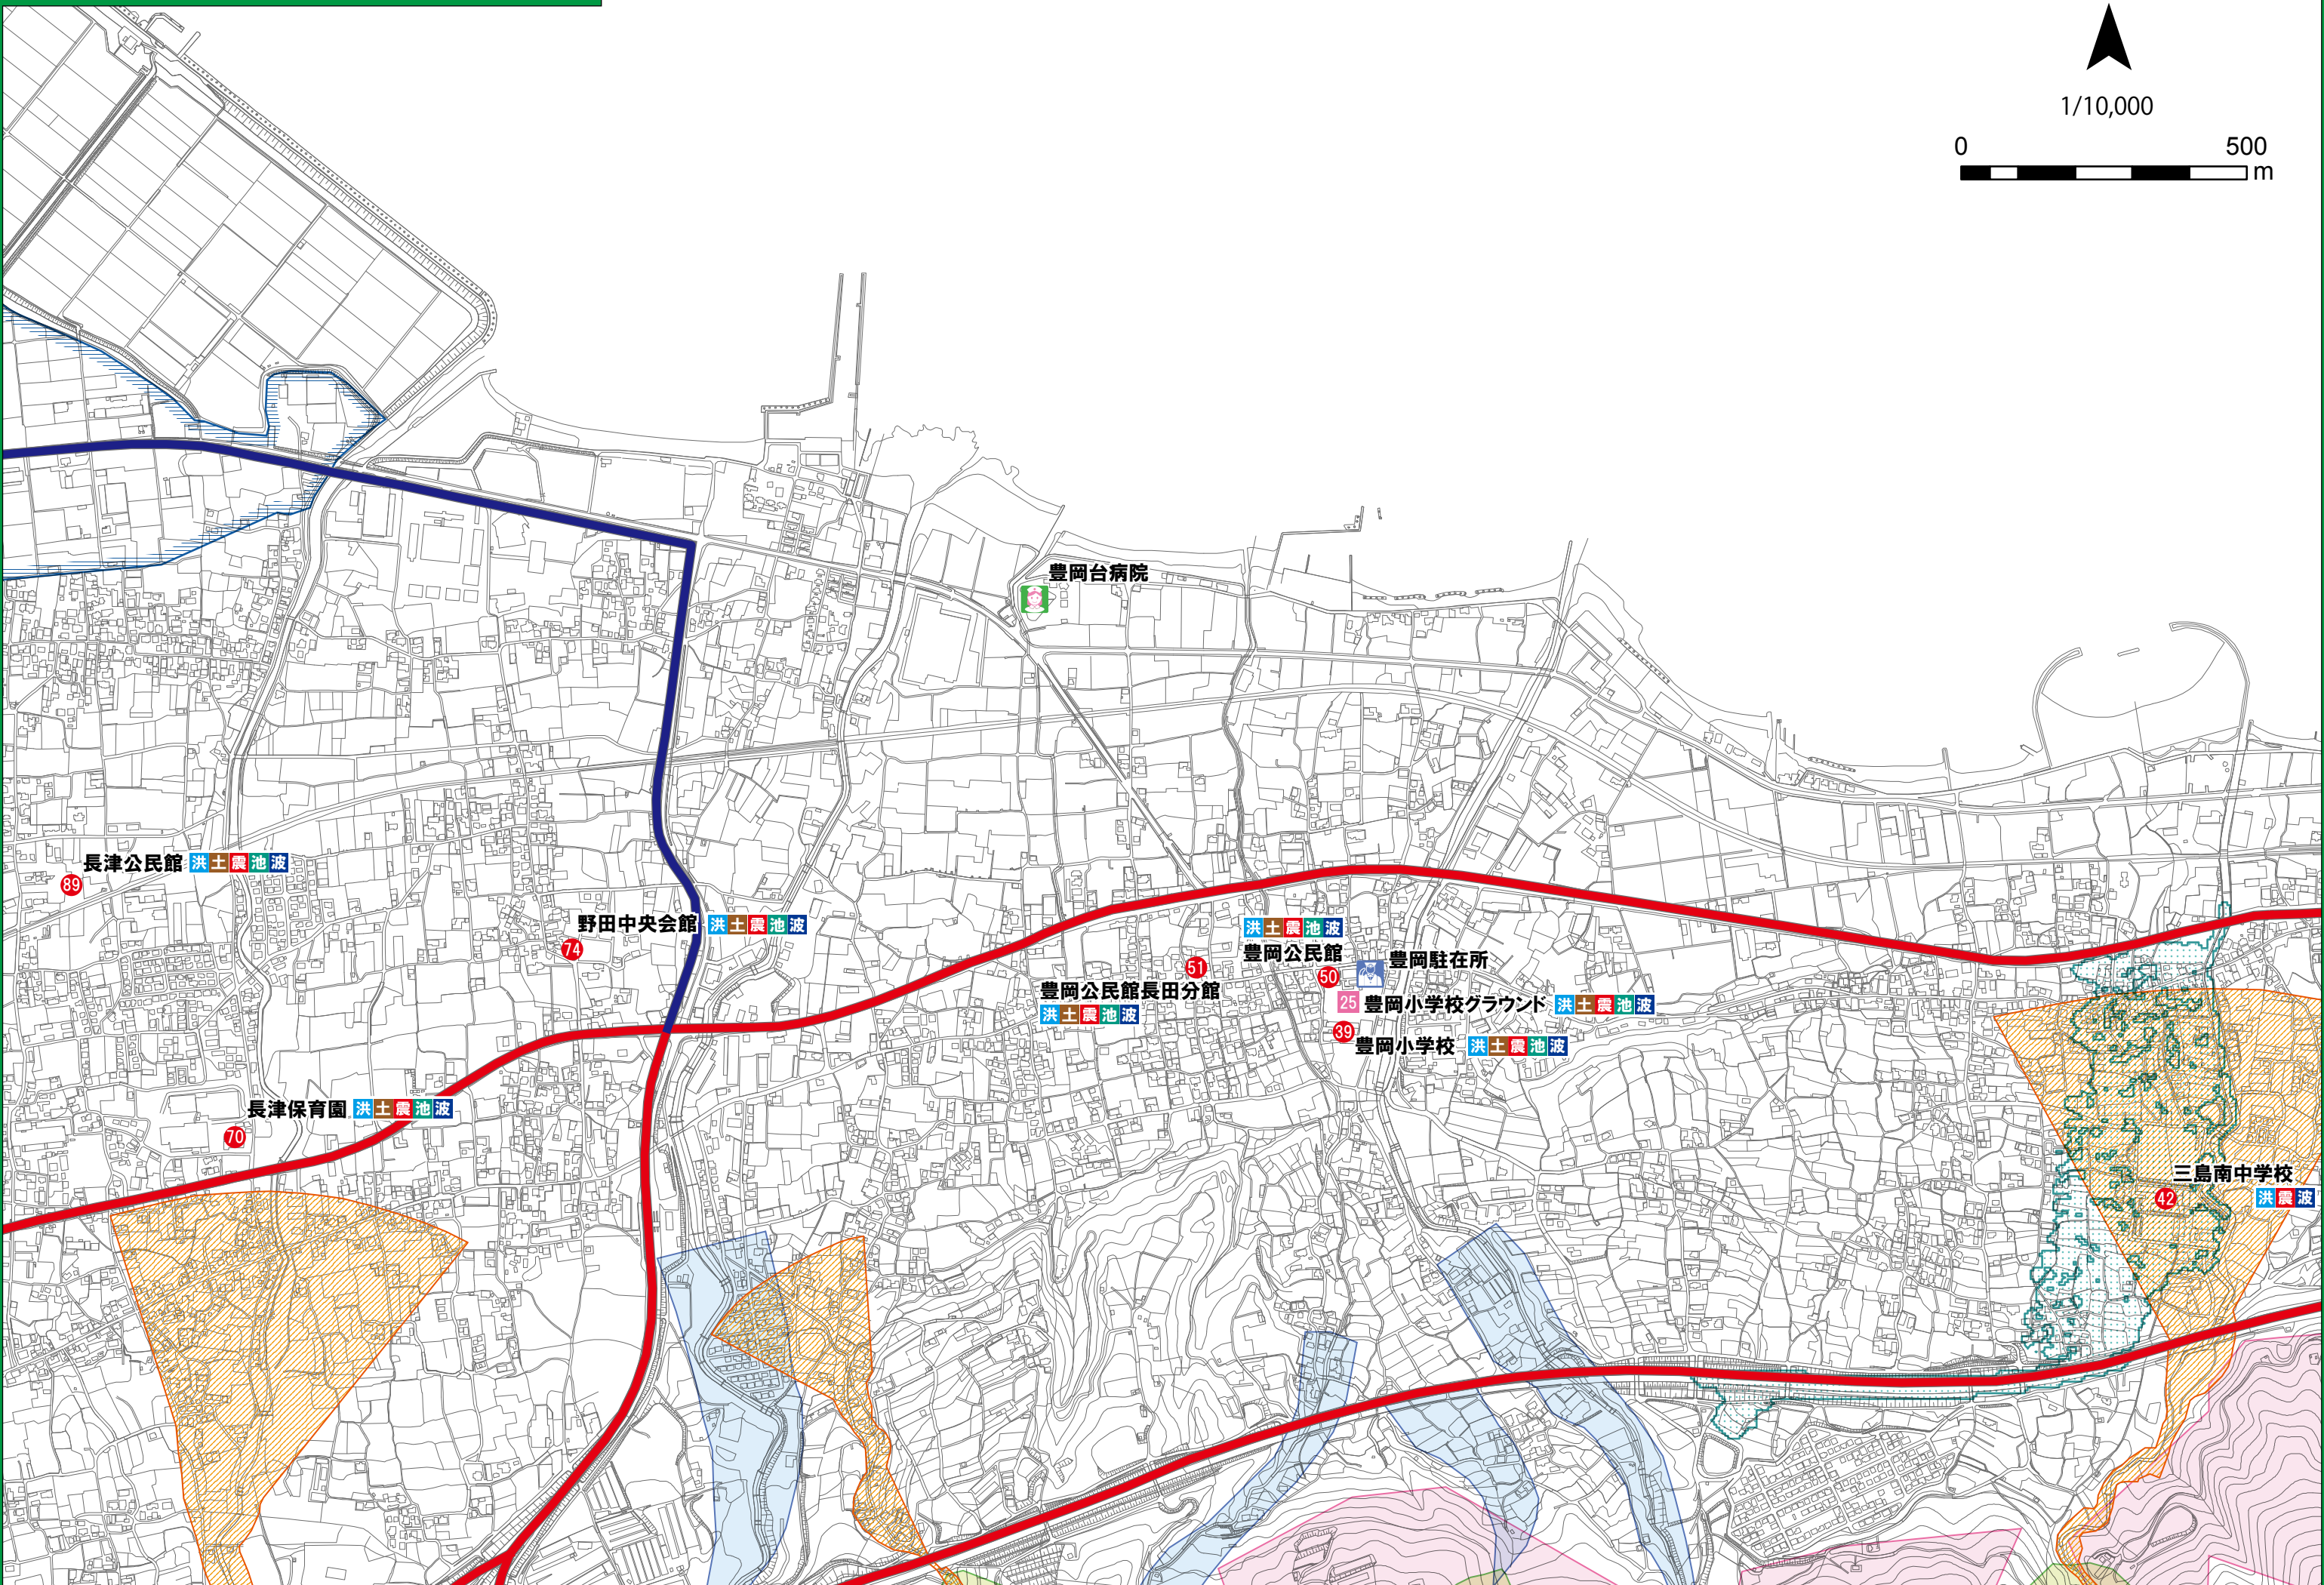 1/10,000
0 500
m
豊岡台病院
長津公民館 洪土震池波
89
野田中央会館 洪土震池波
74
洪土震池波
豊岡公民館
50
51
豊岡駐在所
豊岡公民館長田分館
洪土震池波
25 豊岡小学校グラウンド 洪土震池波
39
豊岡小学校 洪土震池波
長津保育園 洪土震池波
70
三島南中学校
42 洪震波